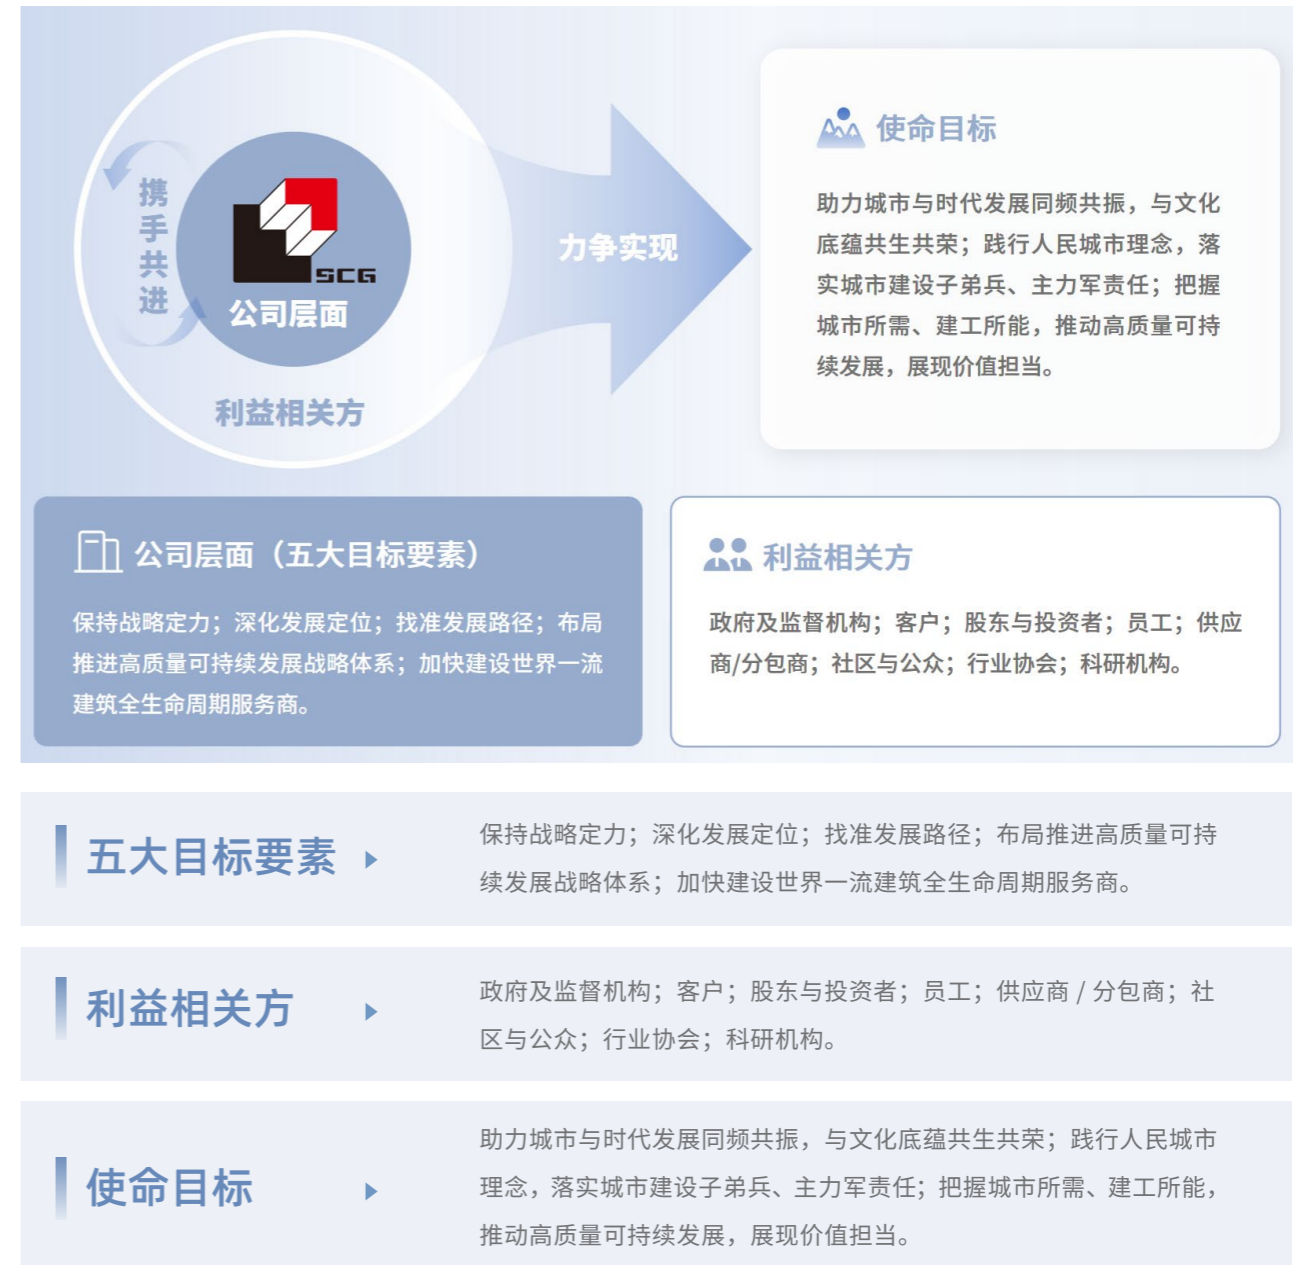 携手共进
SCG
公司层面
利益相关方
力争实现
使命目标
助力城市与时代发展同频共振，与文化
底蕴共生共荣；践行人民城市理念，落
实城市建设子弟兵、主力军责任；把握
城市所需、建工所能，推动高质量可持
续发展，展现价值担当。
公司层面（五大目标要素）
保持战略定力；深化发展定位；找准发展路径；布局
推进高质量可持续发展战略体系；加快建设世界一流
建筑全生命周期服务商。
利益相关方
政府及监督机构；客户；股东与投资者；员工；供应
商/分包商；社区与公众；行业协会；科研机构。
五大目标要素
保持战略定力；深化发展定位；找准发展路径；布局推进高质量可持
续发展战略体系；加快建设世界一流建筑全生命周期服务商。
利益相关方
政府及监督机构；客户；股东与投资者；员工；供应商 / 分包商；社
区与公众；行业协会；科研机构。
使命目标
助力城市与时代发展同频共振，与文化底蕴共生共荣；践行人民城市
理念，落实城市建设子弟兵、主力军责任；把握城市所需、建工所能，
推动高质量可持续发展，展现价值担当。